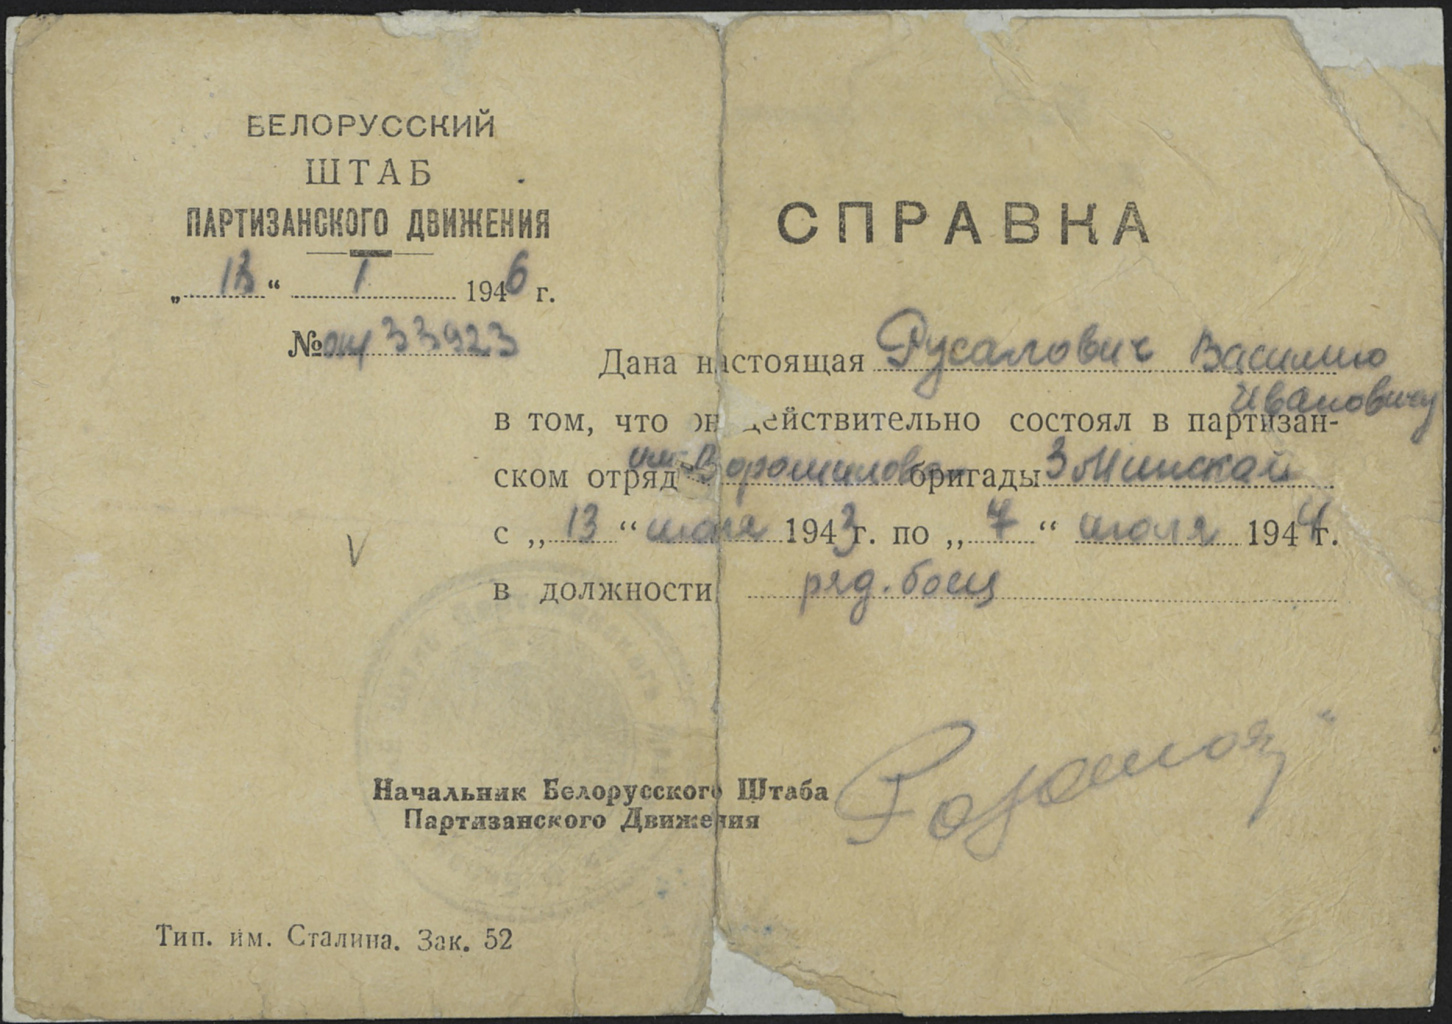 БЕЛОРУССКИЙ
ШТАБ
ПАРТИЗАНСКОГО ДВИЖЕНИЯ
„13“ I 1946 г.
№ 33923
СПРАВКА
Дана настоящая Русалович Василию
Ивановичу
в том, что он действительно состоял в партизан-
ском отряд им. Ворошилова бригады 3 Минской
с „13“ 1943 г. по „7“ июля 1944 г.
в должности ряд. боец
Начальник Белорусского Штаба
Партизанского Движения
Тип. им. Сталина. Зак. 52